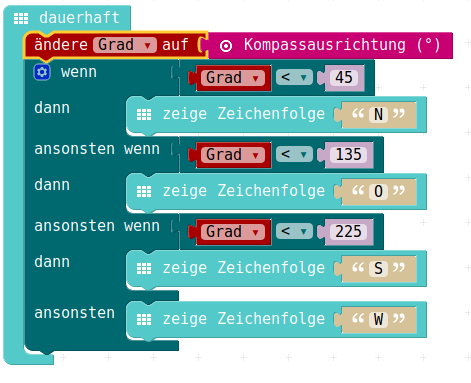 dauerhaft
ändere Grad auf Kompassausrichtung (°)
wenn Grad < 45
dann zeige Zeichenfolge “ N ”
ansonsten wenn Grad < 135
dann zeige Zeichenfolge “ O ”
ansonsten wenn Grad < 225
dann zeige Zeichenfolge “ S ”
ansonsten zeige Zeichenfolge “ W ”